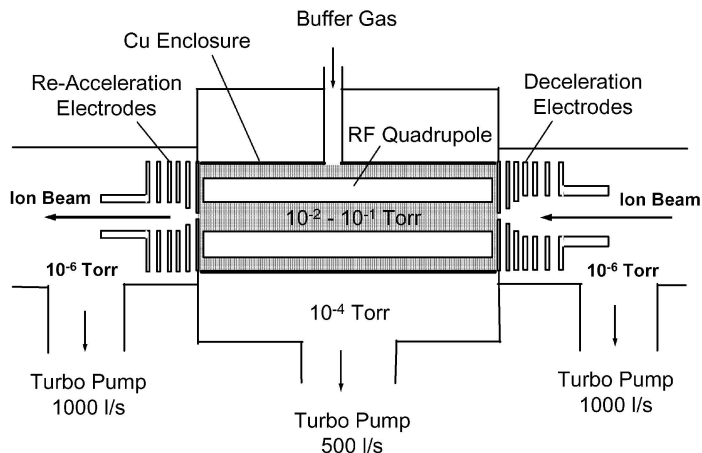 Buffer Gas
Cu Enclosure
Re-Acceleration
Electrodes
Deceleration
Electrodes
RF Quadrupole
Ion Beam
Ion Beam
10⁻² - 10⁻¹ Torr
10⁻⁶ Torr
10⁻⁶ Torr
10⁻⁴ Torr
Turbo Pump
1000 l/s
Turbo Pump
500 l/s
Turbo Pump
1000 l/s